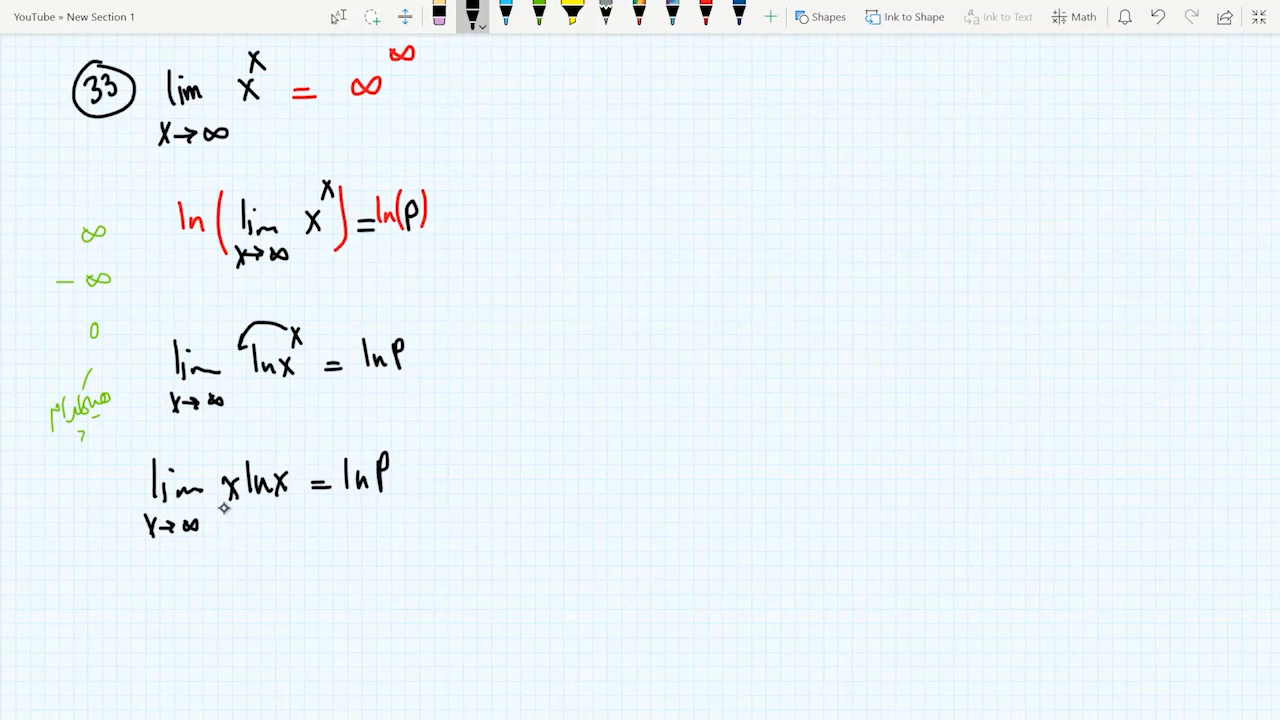 YouTube » New Section 1
Shapes Ink to Shape Ink to Text Math
33 lim x^x = ∞^∞
x→∞
ln ( lim x^x ) = ln(P)
x→∞
∞
− ∞
0
lim ln x^x = ln P
x→∞
lim x ln x = ln P
x→∞